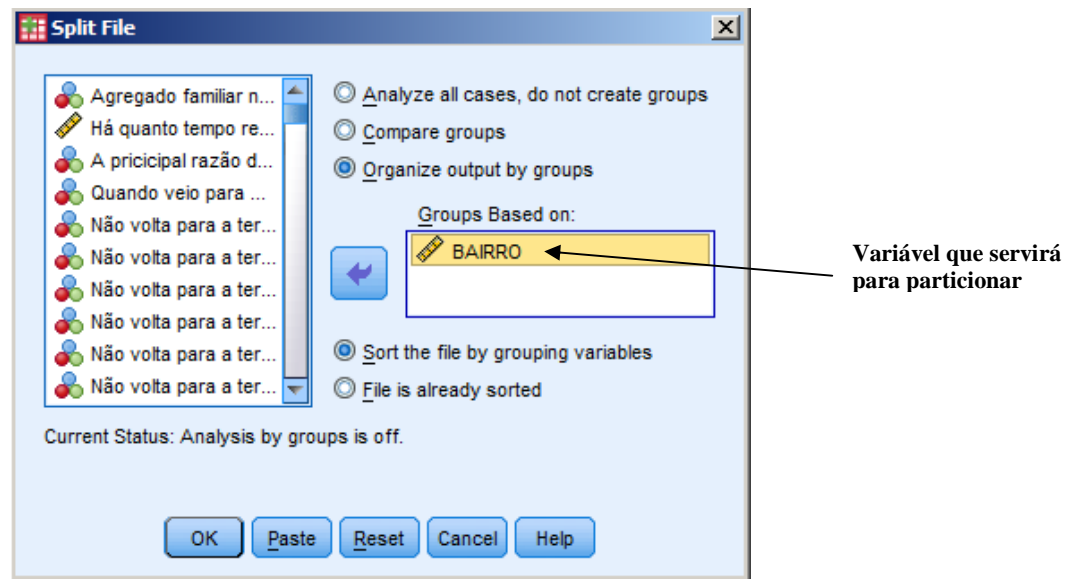 Split File
Agregado familiar n...
Há quanto tempo re...
A pricicipal razão d...
Quando veio para ...
Não volta para a ter...
Não volta para a ter...
Não volta para a ter...
Não volta para a ter...
Não volta para a ter...
Não volta para a ter...
Analyze all cases, do not create groups
Compare groups
Organize output by groups
Groups Based on:
BAIRRO
Sort the file by grouping variables
File is already sorted
Current Status: Analysis by groups is off.
OK
Paste
Reset
Cancel
Help
Variável que servirá
para particionar